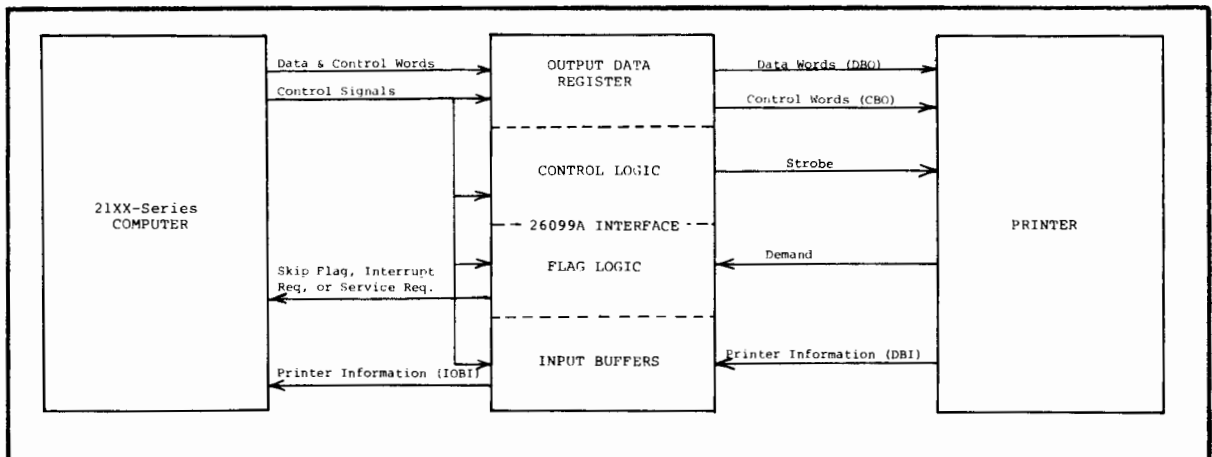 21XX-Series
COMPUTER
Data & Control Words
Control Signals
Skip Flag, Interrupt
Req, or Service Req.
Printer Information (IOBI)
OUTPUT DATA
REGISTER
CONTROL LOGIC
26099A INTERFACE
FLAG LOGIC
INPUT BUFFERS
Data Words (DBO)
Control Words (CBO)
Strobe
Demand
Printer Information (DBI)
PRINTER